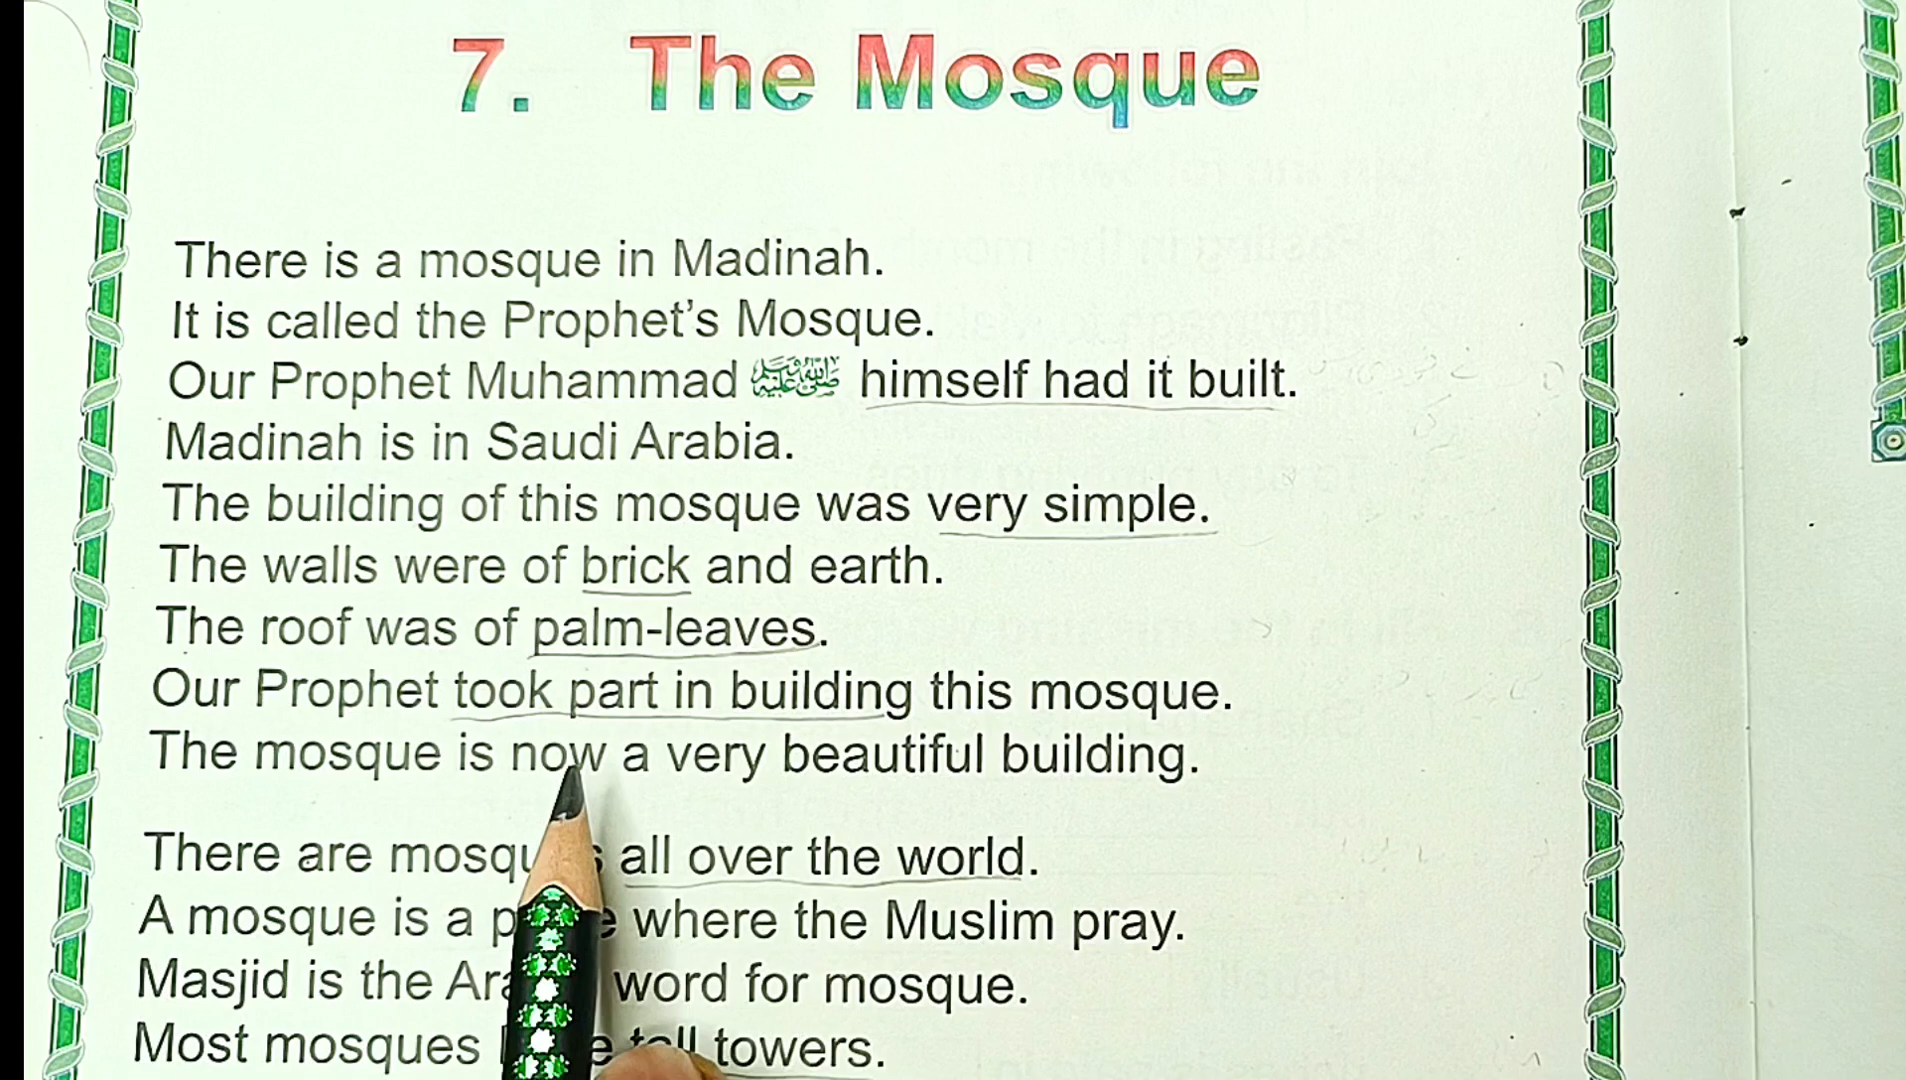 7. The Mosque
There is a mosque in Madinah.
It is called the Prophet's Mosque.
Our Prophet Muhammad ﷺ himself had it built.
Madinah is in Saudi Arabia.
The building of this mosque was very simple.
The walls were of brick and earth.
The roof was of palm-leaves.
Our Prophet took part in building this mosque.
The mosque is now a very beautiful building.
There are mosques all over the world.
A mosque is a where the Muslim pray.
Masjid is the word for mosque.
Most mosques tall towers.